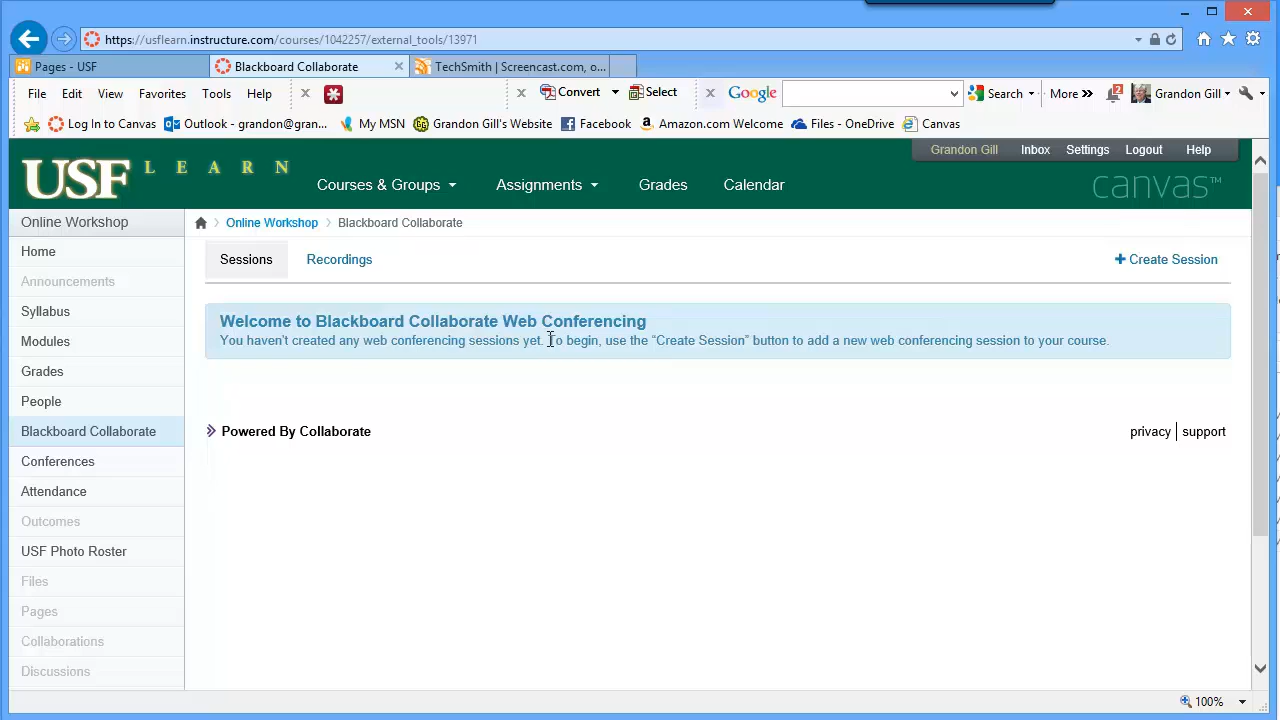 https://usflearn.instructure.com/courses/1042257/external_tools/13971
Pages - USF
Blackboard Collaborate
TechSmith | Screencast.com, o...
File Edit View Favorites Tools Help
Convert Select
Google
Search More 2 Grandon Gill
Log In to Canvas Outlook - grandon@gran... My MSN Grandon Gill's Website Facebook Amazon.com Welcome Files - OneDrive Canvas
USF LEARN
Grandon Gill Inbox Settings Logout Help
Courses & Groups Assignments Grades Calendar
canvas™
Online Workshop
Online Workshop Blackboard Collaborate
Home
Announcements
Syllabus
Modules
Grades
People
Blackboard Collaborate
Conferences
Attendance
Outcomes
USF Photo Roster
Files
Pages
Collaborations
Discussions
Sessions Recordings
+ Create Session
Welcome to Blackboard Collaborate Web Conferencing
You haven't created any web conferencing sessions yet. To begin, use the “Create Session” button to add a new web conferencing session to your course.
Powered By Collaborate
privacy | support
100%